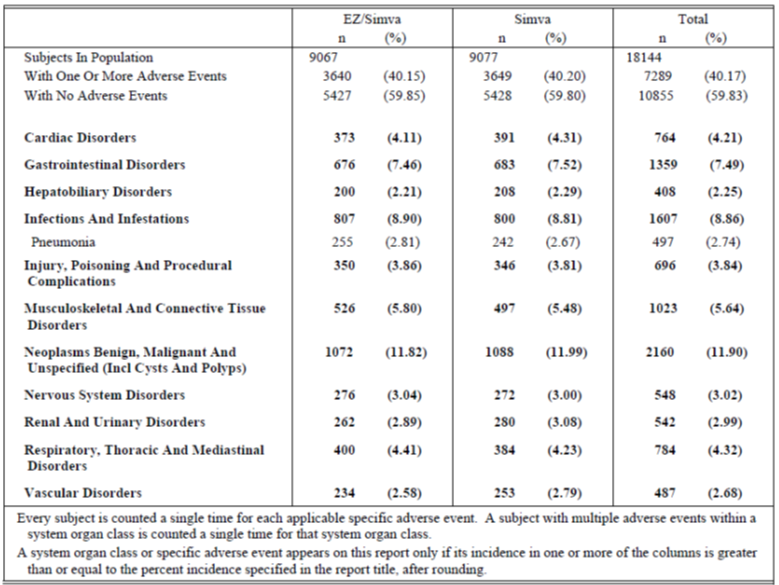 EZ/Simva Simva Total
n (%) n (%) n (%)
Subjects In Population 9067 9077 18144
With One Or More Adverse Events 3640 (40.15) 3649 (40.20) 7289 (40.17)
With No Adverse Events 5427 (59.85) 5428 (59.80) 10855 (59.83)
Cardiac Disorders 373 (4.11) 391 (4.31) 764 (4.21)
Gastrointestinal Disorders 676 (7.46) 683 (7.52) 1359 (7.49)
Hepatobiliary Disorders 200 (2.21) 208 (2.29) 408 (2.25)
Infections And Infestations 807 (8.90) 800 (8.81) 1607 (8.86)
Pneumonia 255 (2.81) 242 (2.67) 497 (2.74)
Injury, Poisoning And Procedural 350 (3.86) 346 (3.81) 696 (3.84)
Complications
Musculoskeletal And Connective Tissue 526 (5.80) 497 (5.48) 1023 (5.64)
Disorders
Neoplasms Benign, Malignant And 1072 (11.82) 1088 (11.99) 2160 (11.90)
Unspecified (Incl Cysts And Polyps)
Nervous System Disorders 276 (3.04) 272 (3.00) 548 (3.02)
Renal And Urinary Disorders 262 (2.89) 280 (3.08) 542 (2.99)
Respiratory, Thoracic And Mediastinal 400 (4.41) 384 (4.23) 784 (4.32)
Disorders
Vascular Disorders 234 (2.58) 253 (2.79) 487 (2.68)
Every subject is counted a single time for each applicable specific adverse event. A subject with multiple adverse events within a
system organ class is counted a single time for that system organ class.
A system organ class or specific adverse event appears on this report only if its incidence in one or more of the columns is greater
than or equal to the percent incidence specified in the report title, after rounding.